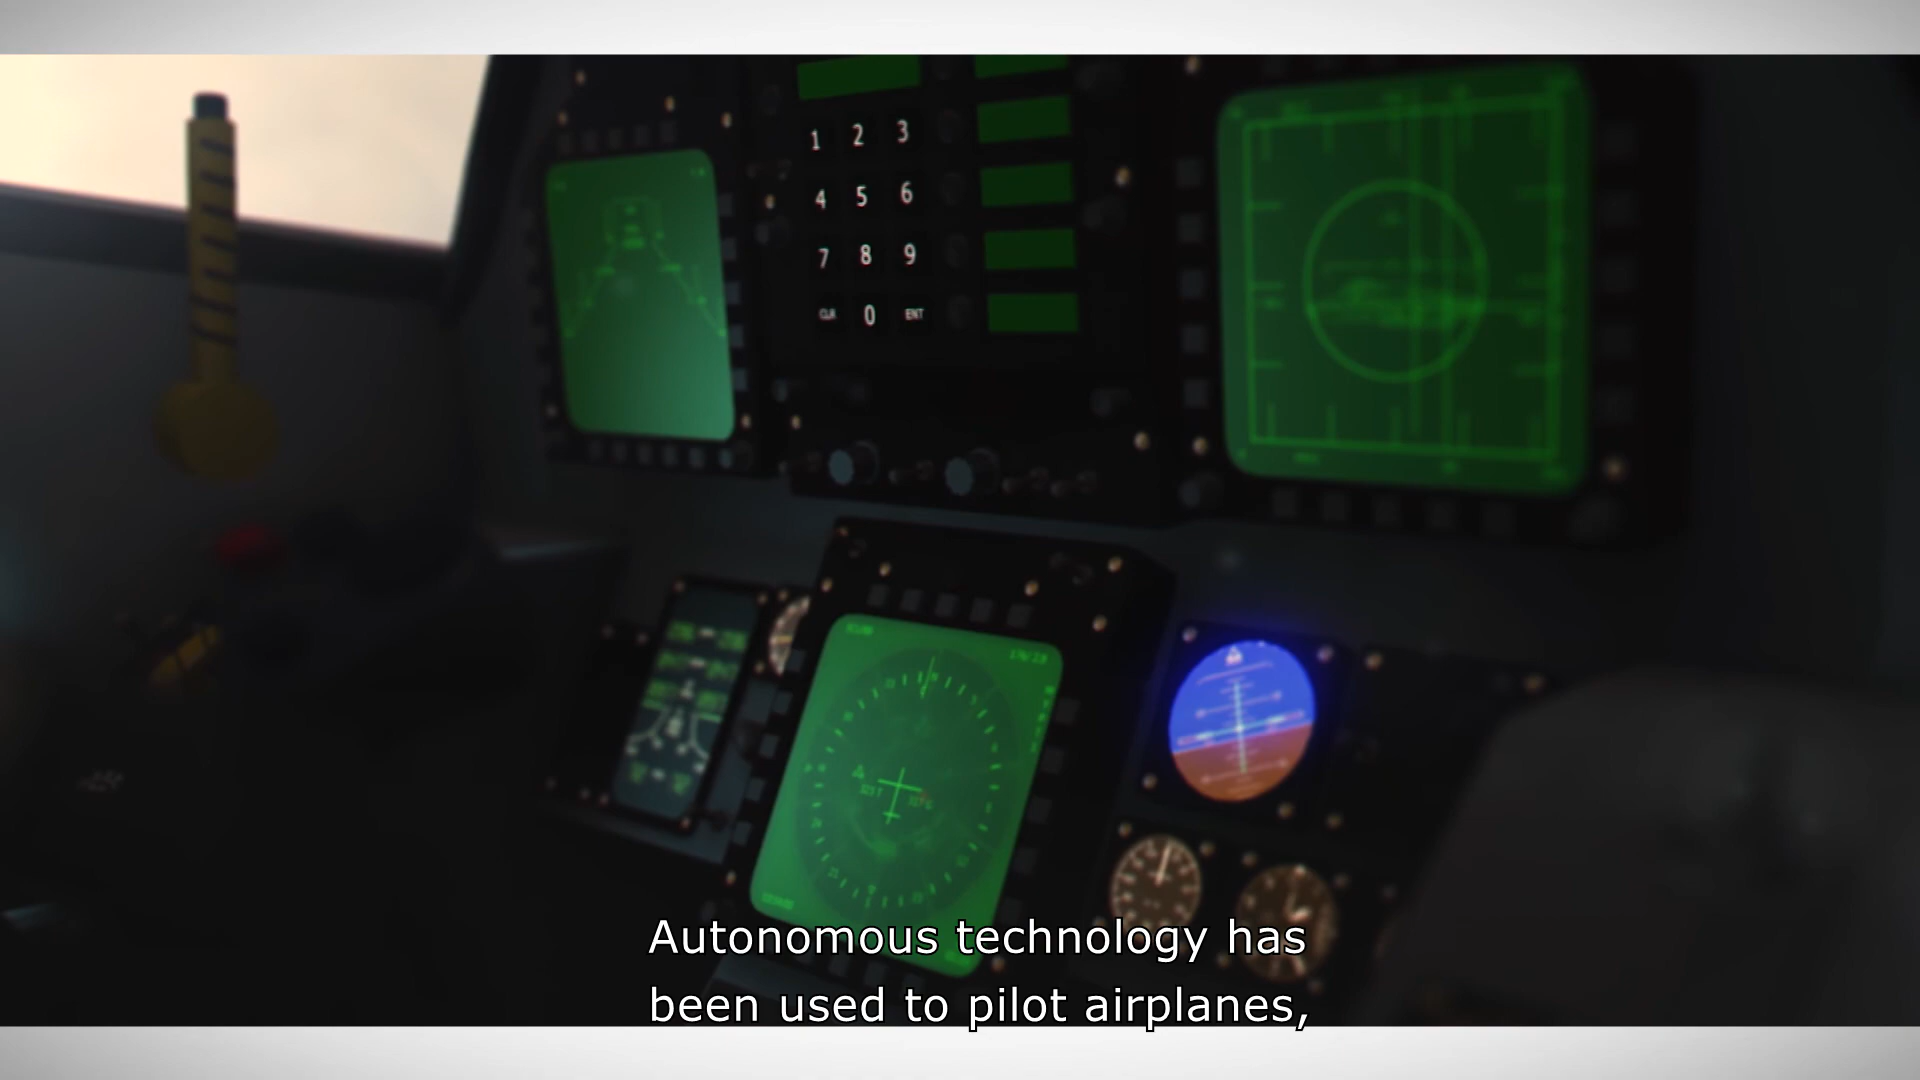 1 2 3
4 5 6
7 8 9
CLR 0 ENT
Autonomous technology has
been used to pilot airplanes,